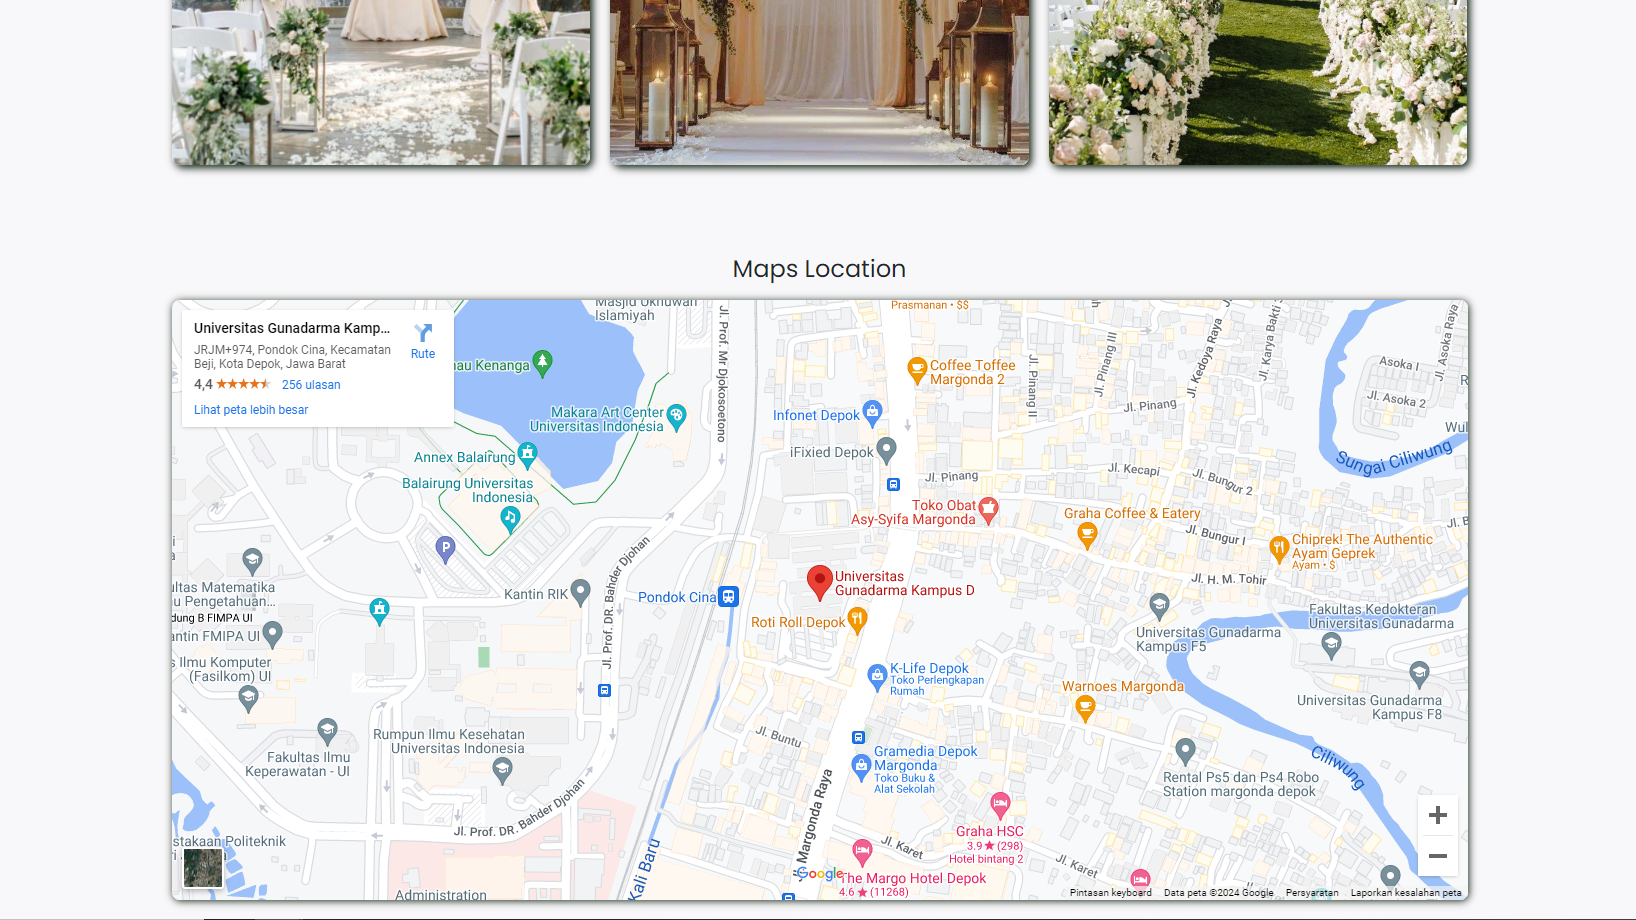 Maps Location
Universitas Gunadarma Kamp...
JRJM+974, Pondok Cina, Kecamatan
Beji, Kota Depok, Jawa Barat
4,4
256 ulasan
Lihat peta lebih besar
Rute
Masjid Ukhuwah
Islamiyah
Jl. Prof. Mr Djokosoetono
Prasmanan • $$
Coffee Toffee
Margonda 2
Infonet Depok
iFixied Depok
Makara Art Center
Universitas Indonesia
Annex Balairung
Balairung Universitas
Indonesia
P
Jl. Pinang II
Jl. Pinang III
Jl. Kedoya Raya
Jl. Karya Bakti
Jl. Asoka Raya
Asoka I
Jl. Asoka 2
Jl. Pinang
Jl. Pinang
Jl. Kecapi
Jl. Bungur 2
Sungai Ciliwung
Toko Obat
Asy-Syifa Margonda
Graha Coffee & Eatery
Jl. Bungur I
Chiprek! The Authentic
Ayam Geprek
Ayam • $
Jl. H. M. Tohir
Universitas
Gunadarma Kampus D
Pondok Cina
Roti Roll Depok
Kantin RIK
Jl. Prof. DR. Bahder Djohan
dung B FIMPA UI
antin FMIPA UI
s Ilmu Komputer
(Fasilkom) UI
Fakultas Kedokteran
Universitas Gunadarma
Universitas Gunadarma
Kampus F5
K-Life Depok
Toko Perlengkapan
Rumah
Warnoes Margonda
Universitas Gunadarma
Kampus F8
Rumpun Ilmu Kesehatan
Universitas Indonesia
Fakultas Ilmu
Keperawatan - UI
Jl. Buntu
Gramedia Depok
Margonda
Toko Buku &
Alat Sekolah
Ciliwung
Rental Ps5 dan Ps4 Robo
Station margonda depok
Jl. Prof. DR. Bahder Djohan
Margonda Raya
Graha HSC
3.9 ★ (298)
Hotel bintang 2
Jl. Karet
Jl. Karet
Kali Baru
The Margo Hotel Depok
4.6 ★ (11268)
Administration
Google
Pintasan keyboard
Data peta ©2024 Google
Persyaratan
Laporkan kesalahan peta